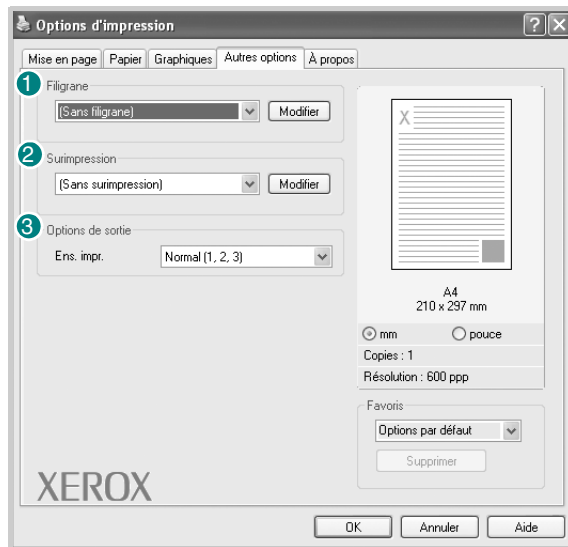 Options d'impression
Mise en page Papier Graphiques Autres options À propos
1 Filigrane
(Sans filigrane) Modifier
2 Surimpression
(Sans surimpression) Modifier
3 Options de sortie
Ens. impr. Normal (1, 2, 3)
X
A4
210 x 297 mm
mm pouce
Copies : 1
Résolution : 600 ppp
Favoris
Options par défaut
Supprimer
XEROX
OK Annuler Aide